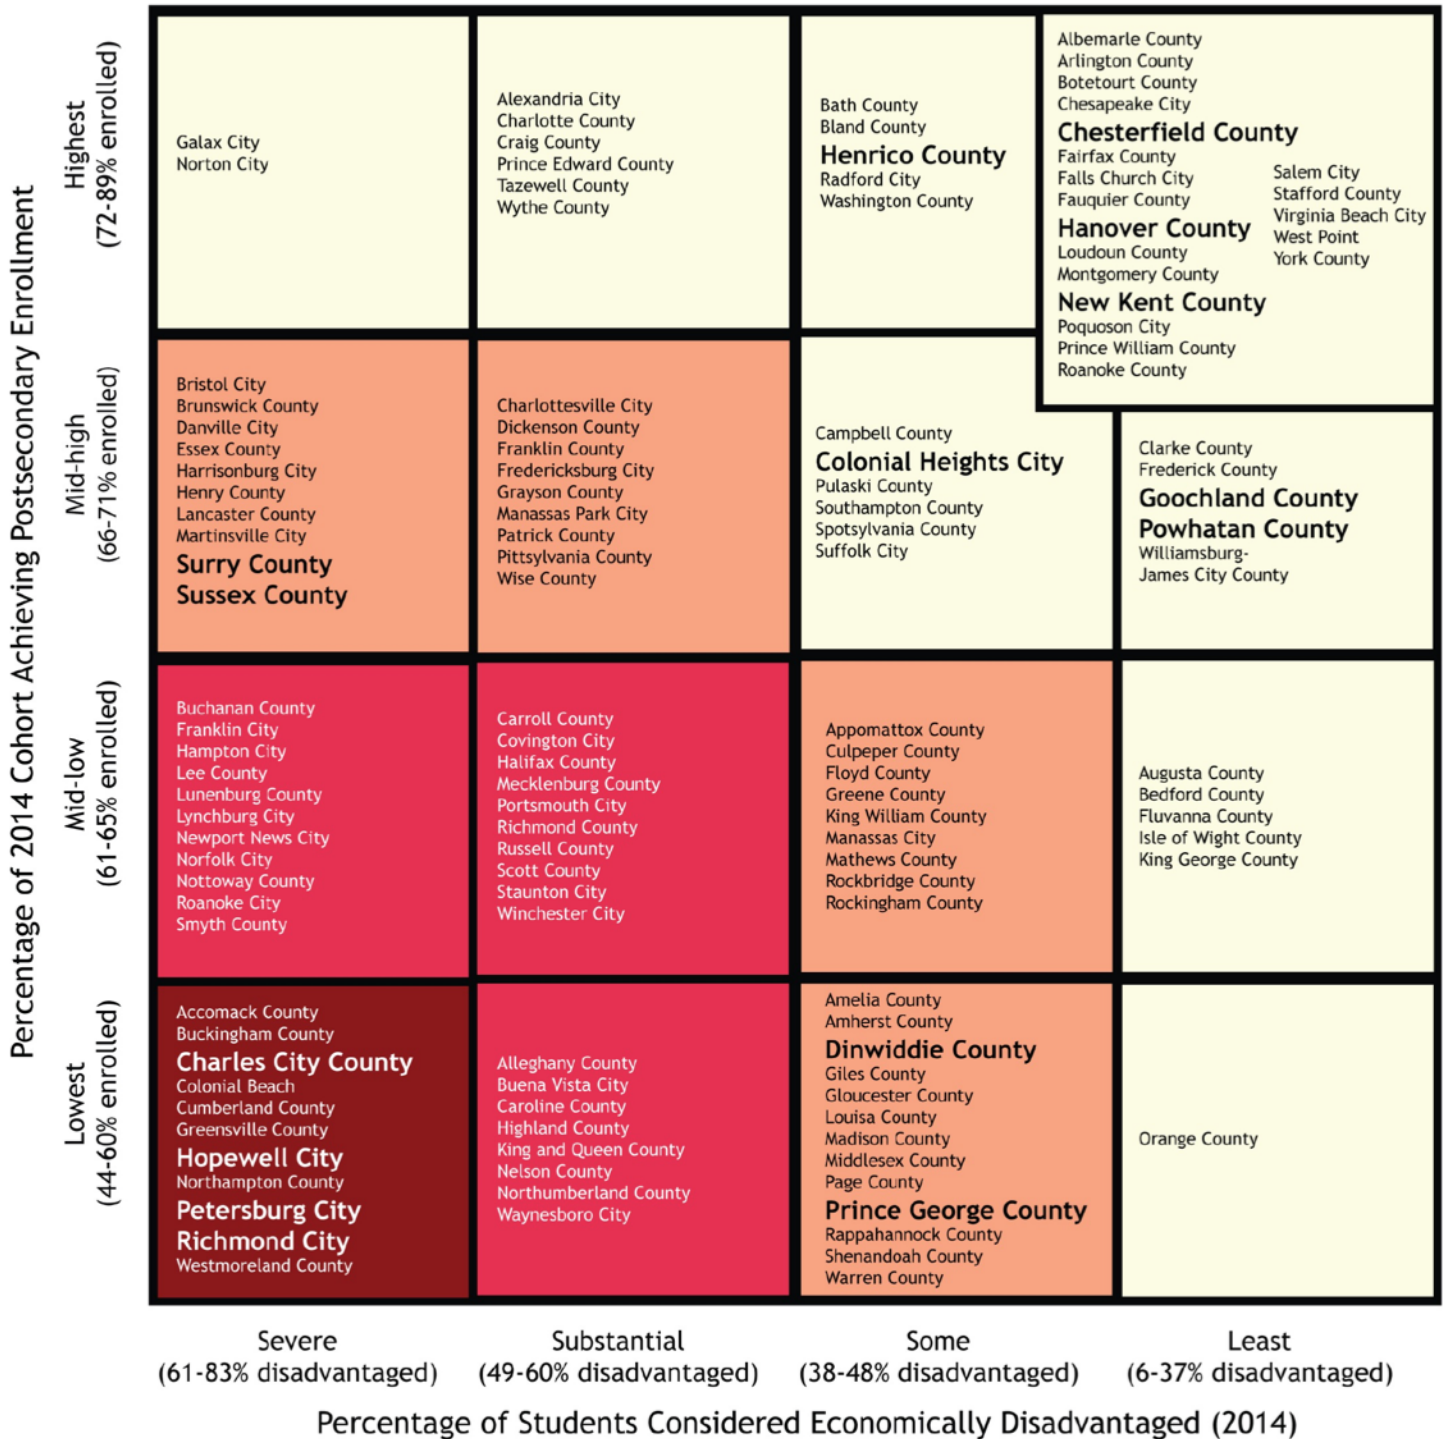 Percentage of 2014 Cohort Achieving Postsecondary Enrollment
Highest
(72-89% enrolled)
Galax City
Norton City
Alexandria City
Charlotte County
Craig County
Prince Edward County
Tazewell County
Wythe County
Bath County
Bland County
Henrico County
Radford City
Washington County
Albemarle County
Arlington County
Botetourt County
Chesapeake City
Chesterfield County
Fairfax County
Falls Church City
Fauquier County
Hanover County
Loudoun County
Montgomery County
New Kent County
Poquoson City
Prince William County
Roanoke County
Salem City
Stafford County
Virginia Beach City
West Point
York County
Mid-high
(66-71% enrolled)
Bristol City
Brunswick County
Danville City
Essex County
Harrisonburg City
Henry County
Lancaster County
Martinsville City
Surry County
Sussex County
Charlottesville City
Dickenson County
Franklin County
Fredericksburg City
Grayson County
Manassas Park City
Patrick County
Pittsylvania County
Wise County
Campbell County
Colonial Heights City
Pulaski County
Southampton County
Spotsylvania County
Suffolk City
Clarke County
Frederick County
Goochland County
Powhatan County
Williamsburg-
James City County
Mid-low
(61-65% enrolled)
Buchanan County
Franklin City
Hampton City
Lee County
Lunenburg County
Lynchburg City
Newport News City
Norfolk City
Nottoway County
Roanoke City
Smyth County
Carroll County
Covington City
Halifax County
Mecklenburg County
Portsmouth City
Richmond County
Russell County
Scott County
Staunton City
Winchester City
Appomattox County
Culpeper County
Floyd County
Greene County
King William County
Manassas City
Mathews County
Rockbridge County
Rockingham County
Augusta County
Bedford County
Fluvanna County
Isle of Wight County
King George County
Lowest
(44-60% enrolled)
Accomack County
Buckingham County
Charles City County
Colonial Beach
Cumberland County
Greensville County
Hopewell City
Northampton County
Petersburg City
Richmond City
Westmoreland County
Alleghany County
Buena Vista City
Caroline County
Highland County
King and Queen County
Nelson County
Northumberland County
Waynesboro City
Amelia County
Amherst County
Dinwiddie County
Giles County
Gloucester County
Louisa County
Madison County
Middlesex County
Page County
Prince George County
Rappahannock County
Shenandoah County
Warren County
Orange County
Severe
(61-83% disadvantaged)
Substantial
(49-60% disadvantaged)
Some
(38-48% disadvantaged)
Least
(6-37% disadvantaged)
Percentage of Students Considered Economically Disadvantaged (2014)